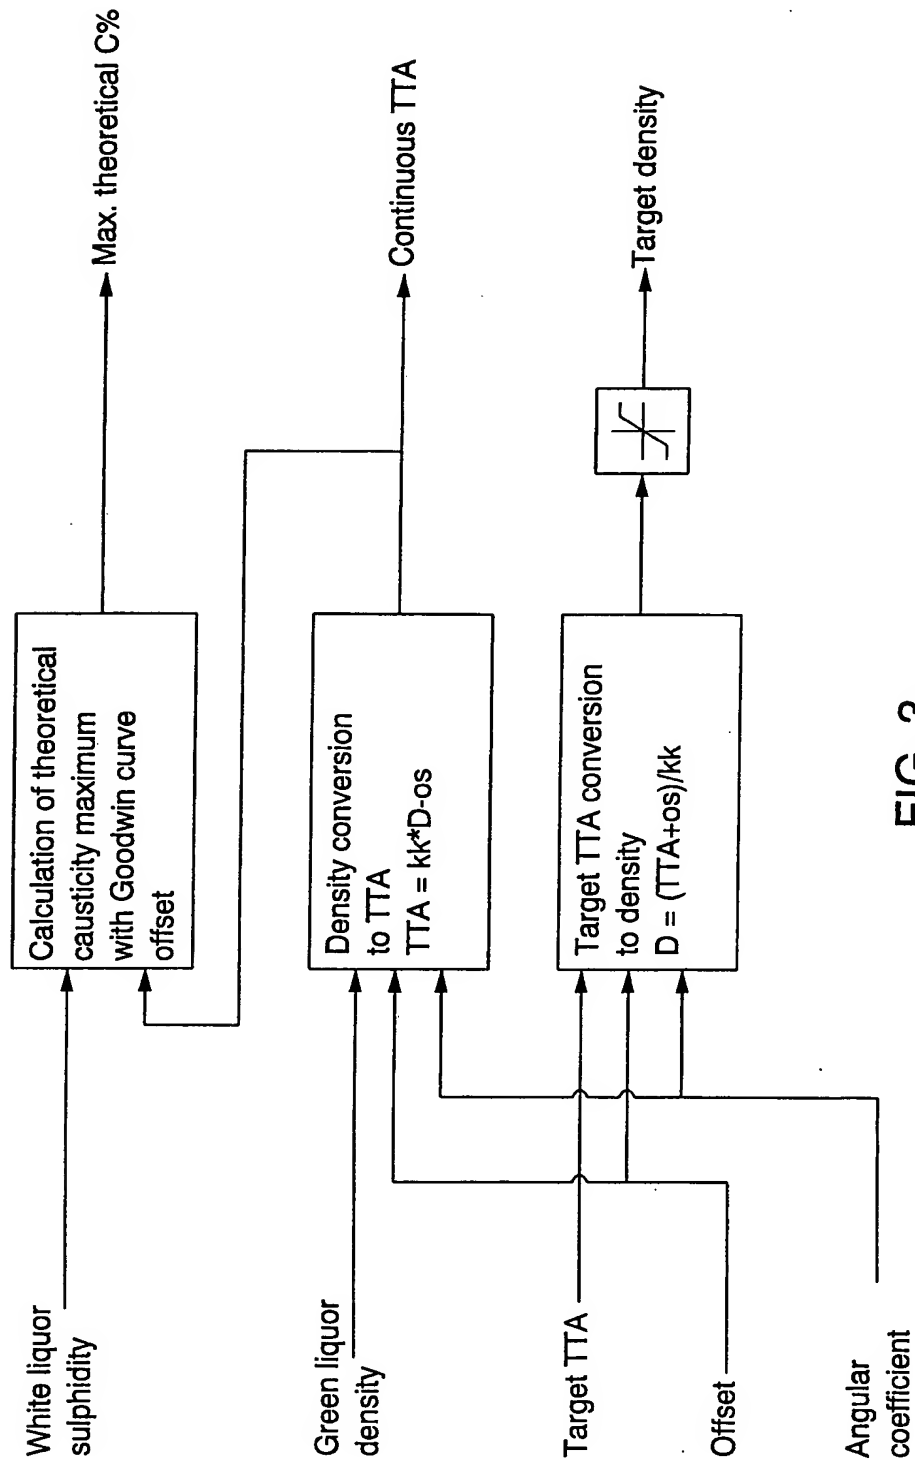 White liquor
sulphidity
Calculation of theoretical
causticity maximum
with Goodwin curve
offset
Max. theoretical C%
Green liquor
density
Density conversion
to TTA
TTA = kk*D-os
Continuous TTA
Target TTA
Offset
Angular
coefficient
Target TTA conversion
to density
D = (TTA+os)/kk
Target density